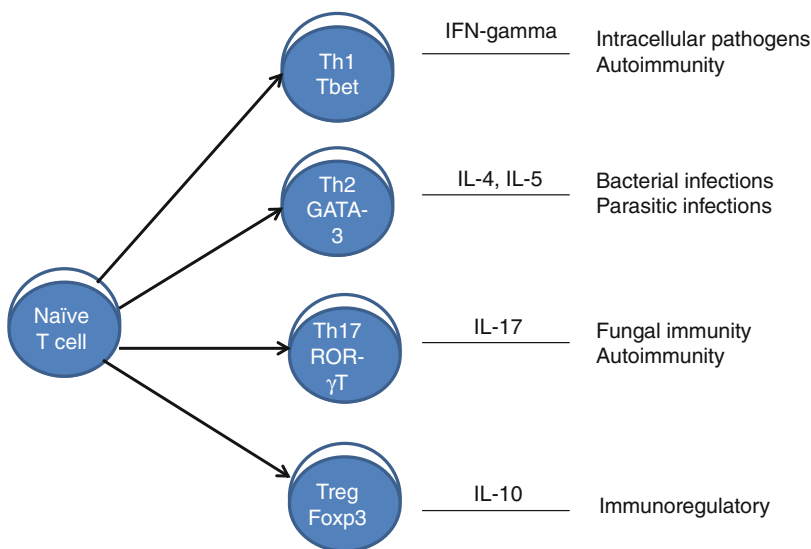 Naïve
T cell
Th1
Tbet
IFN-gamma
Intracellular pathogens
Autoimmunity
Th2
GATA-
3
IL-4, IL-5
Bacterial infections
Parasitic infections
Th17
ROR-
γT
IL-17
Fungal immunity
Autoimmunity
Treg
Foxp3
IL-10
Immunoregulatory